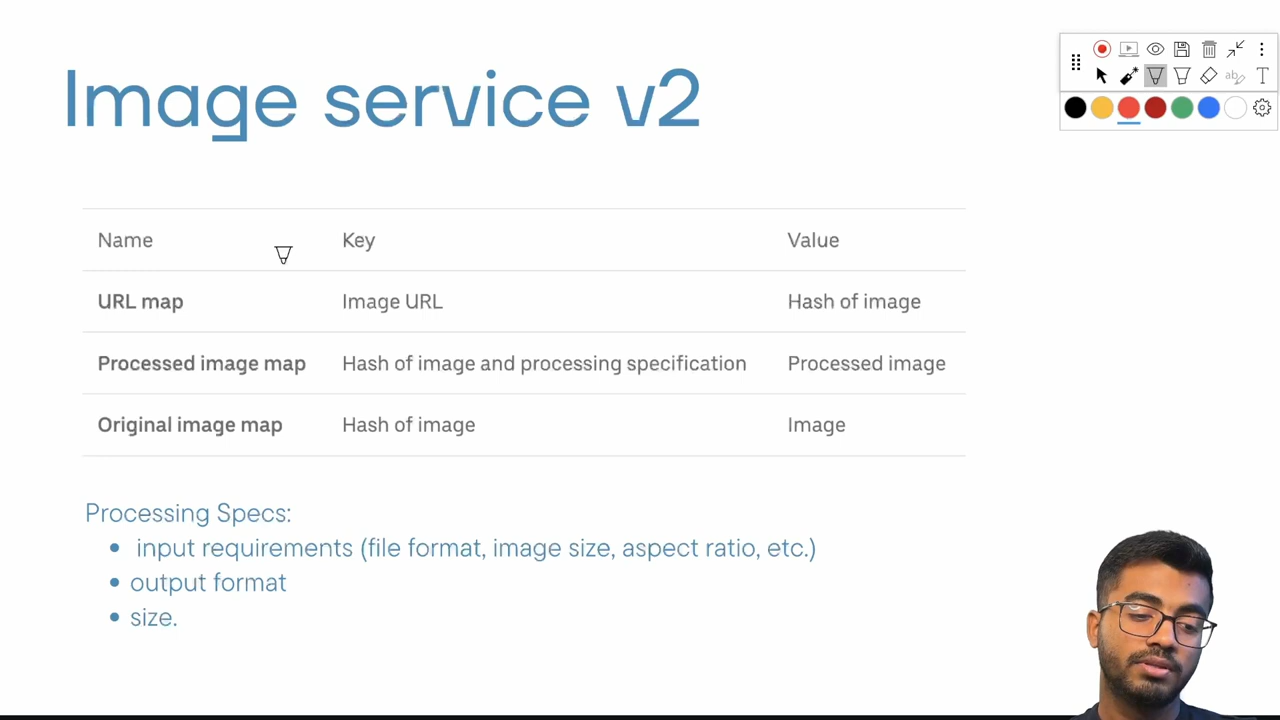 Image service v2
Name Key Value
URL map Image URL Hash of image
Processed image map Hash of image and processing specification Processed image
Original image map Hash of image Image
Processing Specs:
• input requirements (file format, image size, aspect ratio, etc.)
• output format
• size.
ab
T